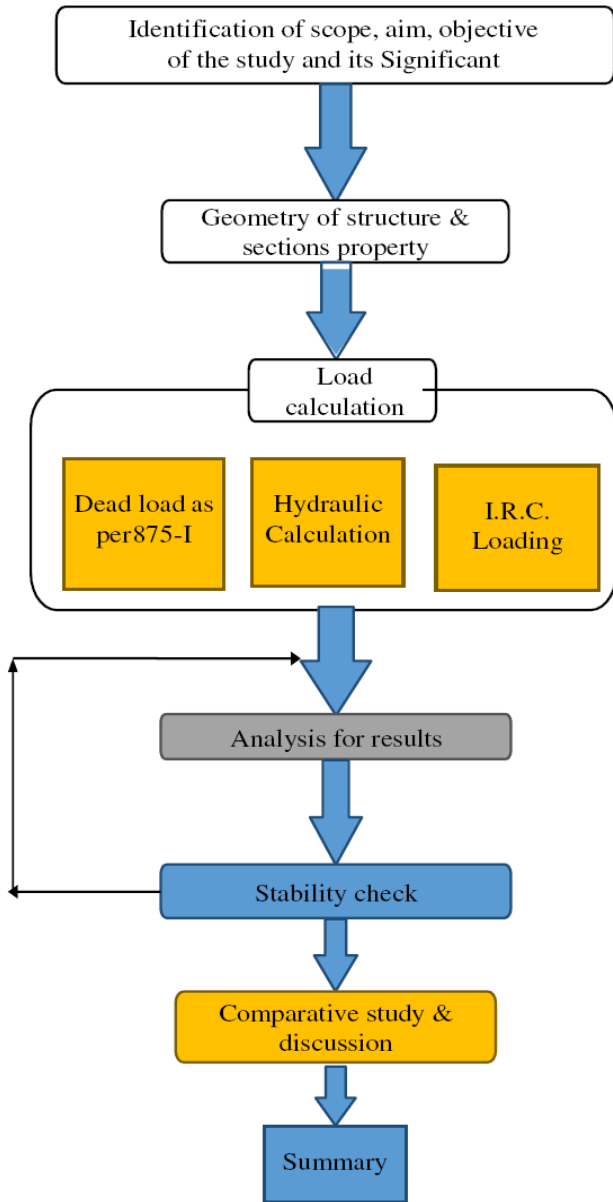 Identification of scope, aim, objective
of the study and its Significant
Geometry of structure &
sections property
Load
calculation
Dead load as
per875-I
Hydraulic
Calculation
I.R.C.
Loading
Analysis for results
Stability check
Comparative study &
discussion
Summary